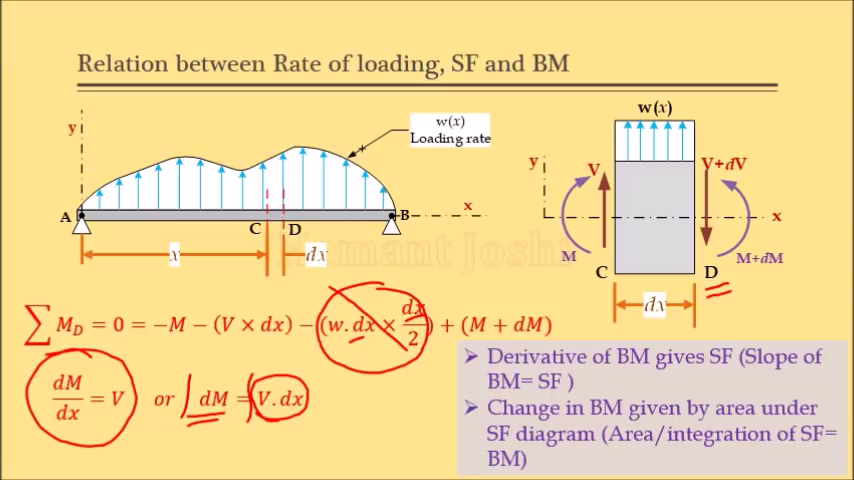 Relation between Rate of loading, SF and BM
y
w(x)
Loading rate
x
A
B
C
D
x
dx
w(x)
y
V
V+dV
x
M
M+dM
C
D
dx
Hemant Joshi
∑ M_D = 0 = −M − (V × dx) − (w.dx × dx/2) + (M + dM)
dM/dx = V or ∫ dM = ∫ V.dx
➢ Derivative of BM gives SF (Slope of
BM= SF )
➢ Change in BM given by area under
SF diagram (Area/integration of SF=
BM)